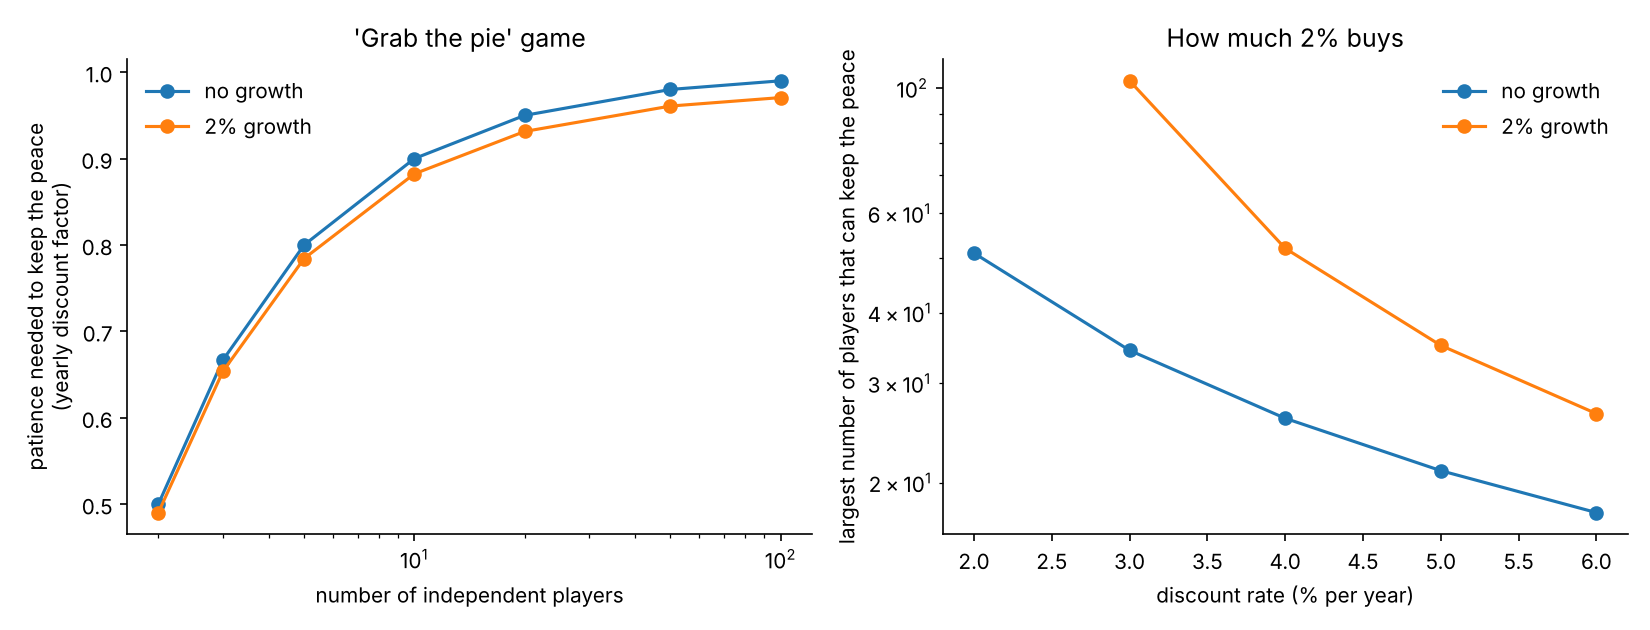 'Grab the pie' game
no growth
2% growth
patience needed to keep the peace
(yearly discount factor)
1.0
0.9
0.8
0.7
0.6
0.5
10¹
10²
number of independent players
How much 2% buys
no growth
2% growth
largest number of players that can keep the peace
10²
6 × 10¹
4 × 10¹
3 × 10¹
2 × 10¹
2.0
2.5
3.0
3.5
4.0
4.5
5.0
5.5
6.0
discount rate (% per year)